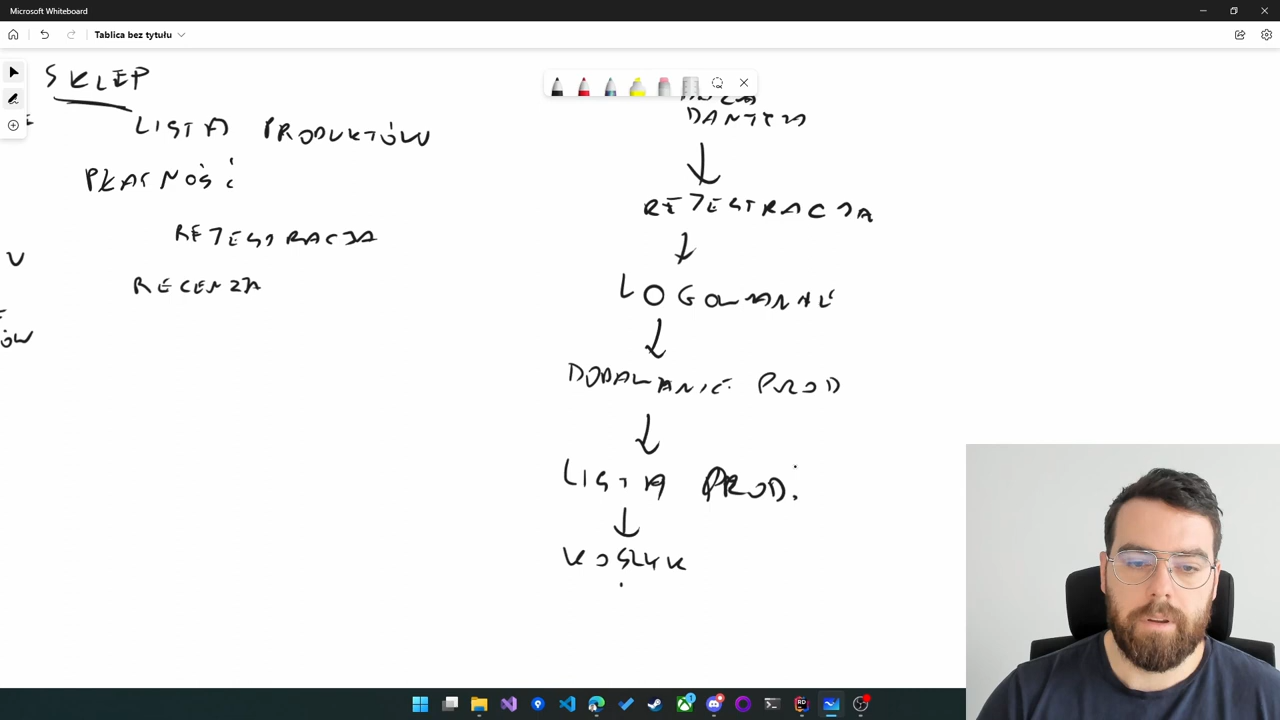 Microsoft Whiteboard
Tablica bez tytułu
SKLEP
LISTA PRODUKTÓW
PŁATNOŚĆ
REJESTRACJA
RECENZJA
V
ÓW
DANYCH
REJESTRACJA
LOGOWANIE
DODAWANIE PROD
LISTA PROD.
KOSZYK